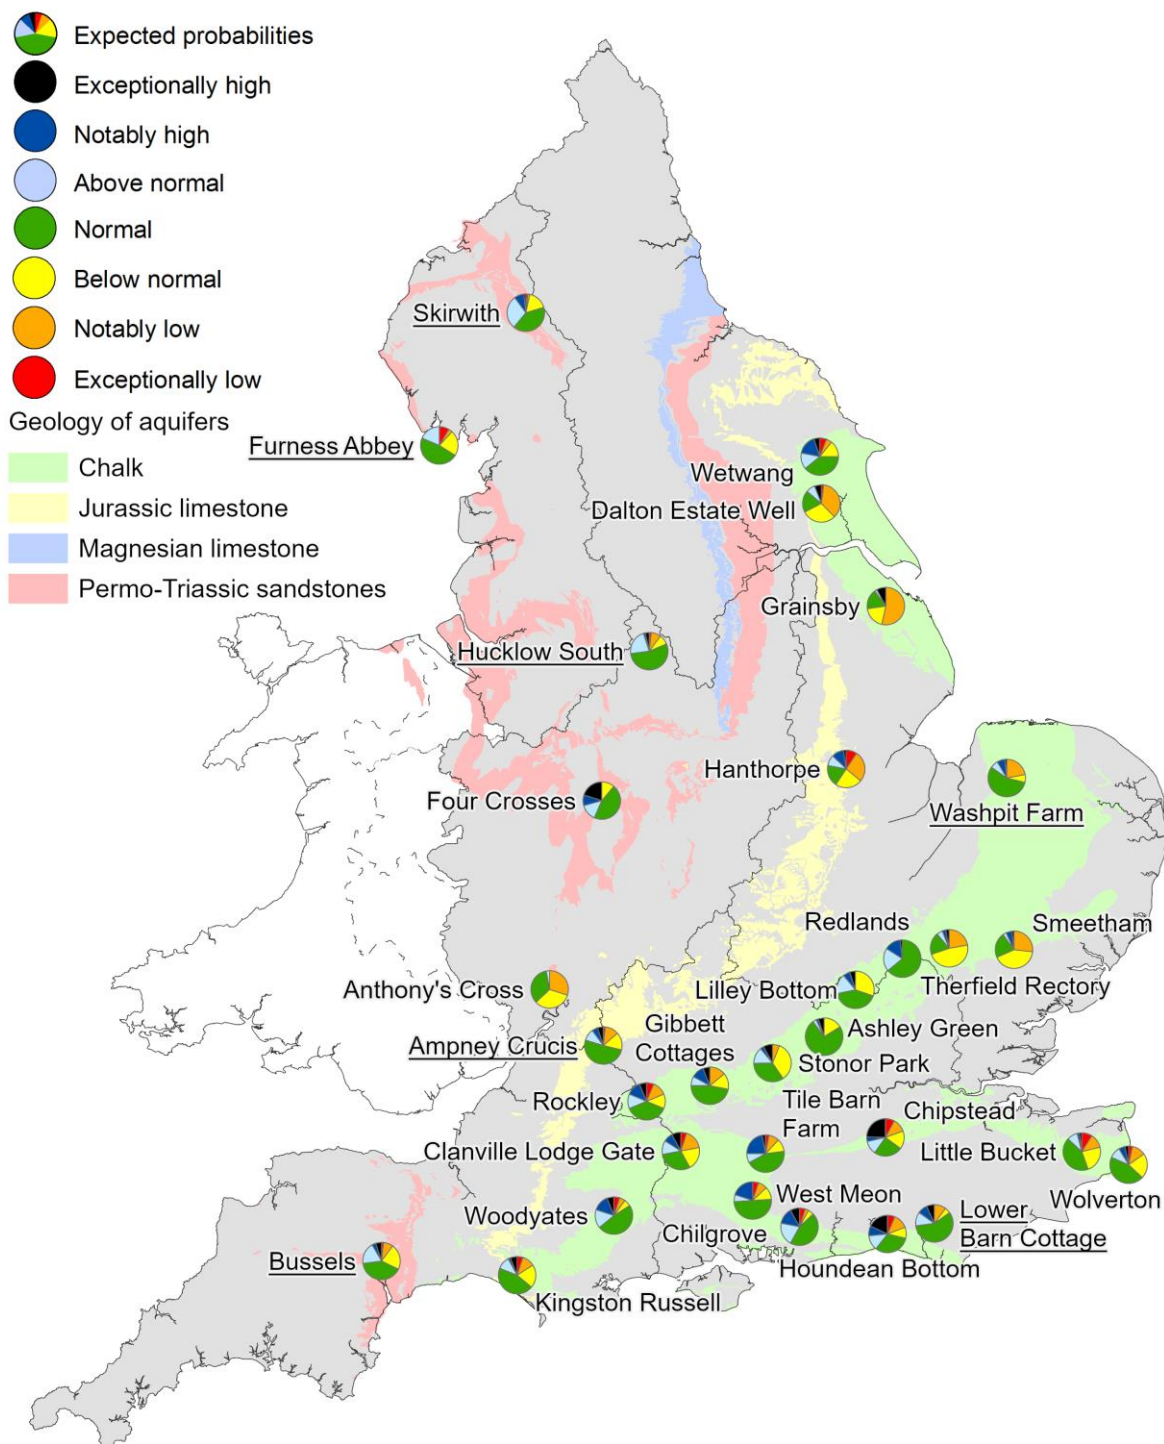 Expected probabilities
Exceptionally high
Notably high
Above normal
Normal
Below normal
Notably low
Exceptionally low
Geology of aquifers
Chalk
Jurassic limestone
Magnesian limestone
Permo-Triassic sandstones
Skirwith
Furness Abbey
Wetwang
Dalton Estate Well
Grainsby
Hucklow South
Hanthorpe
Four Crosses
Washpit Farm
Redlands
Smeetham
Therfield Rectory
Lilley Bottom
Anthony's Cross
Ampney Crucis
Gibbett
Cottages
Ashley Green
Stonor Park
Rockley
Tile Barn
Farm
Chipstead
Clanville Lodge Gate
Little Bucket
Wolverton
West Meon
Woodyates
Chilgrove
Lower
Barn Cottage
Houndean Bottom
Bussels
Kingston Russell